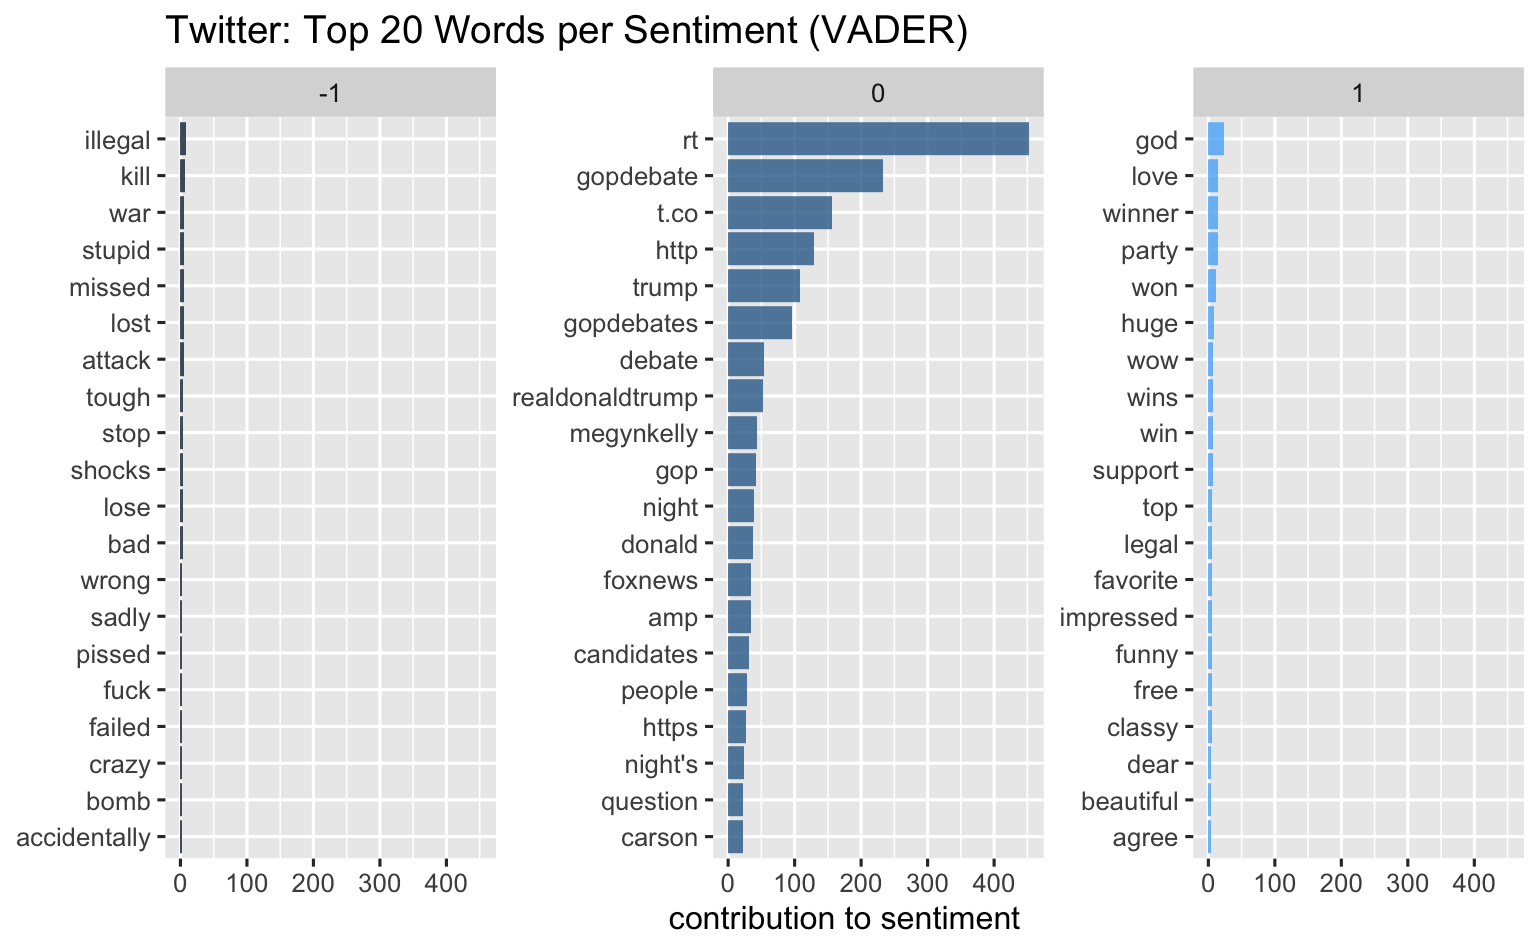 Twitter: Top 20 Words per Sentiment (VADER)
-1
illegal
kill
war
stupid
missed
lost
attack
tough
stop
shocks
lose
bad
wrong
sadly
pissed
fuck
failed
crazy
bomb
accidentally
0 100 200 300 400
0
rt
gopdebate
t.co
http
trump
gopdebates
debate
realdonaldtrump
megynkelly
gop
night
donald
foxnews
amp
candidates
people
https
night's
question
carson
0 100 200 300 400
1
god
love
winner
party
won
huge
wow
wins
win
support
top
legal
favorite
impressed
funny
free
classy
dear
beautiful
agree
0 100 200 300 400
contribution to sentiment